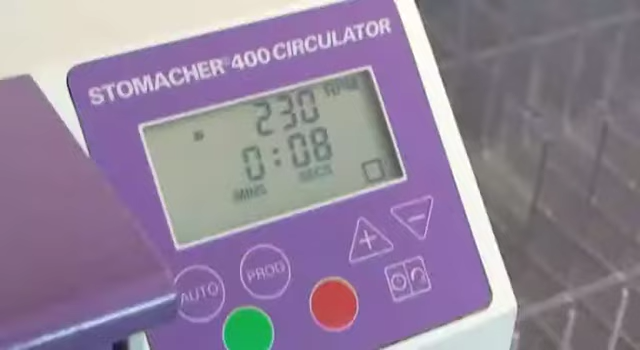 STOMACHER® 400 CIRCULATOR
230 RPM
0:08
MINS SECS
AUTO
PROG
+
-